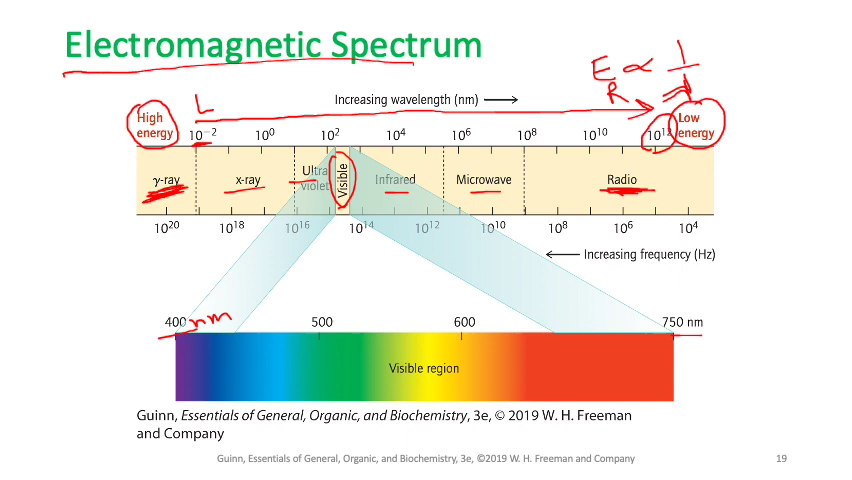 Electromagnetic Spectrum
E ∝ 1
Increasing wavelength (nm)
L
R
High energy
10⁻² 10⁰ 10² 10⁴ 10⁶ 10⁸ 10¹⁰ 10¹²
Low energy
γ-ray x-ray Ultra violet Visible Infrared Microwave Radio
10²⁰ 10¹⁸ 10¹⁶ 10¹⁴ 10¹² 10¹⁰ 10⁸ 10⁶ 10⁴
Increasing frequency (Hz)
400 nm 500 600 750 nm
Visible region
Guinn, Essentials of General, Organic, and Biochemistry, 3e, © 2019 W. H. Freeman
and Company
Guinn, Essentials of General, Organic, and Biochemistry, 3e, ©2019 W. H. Freeman and Company 19